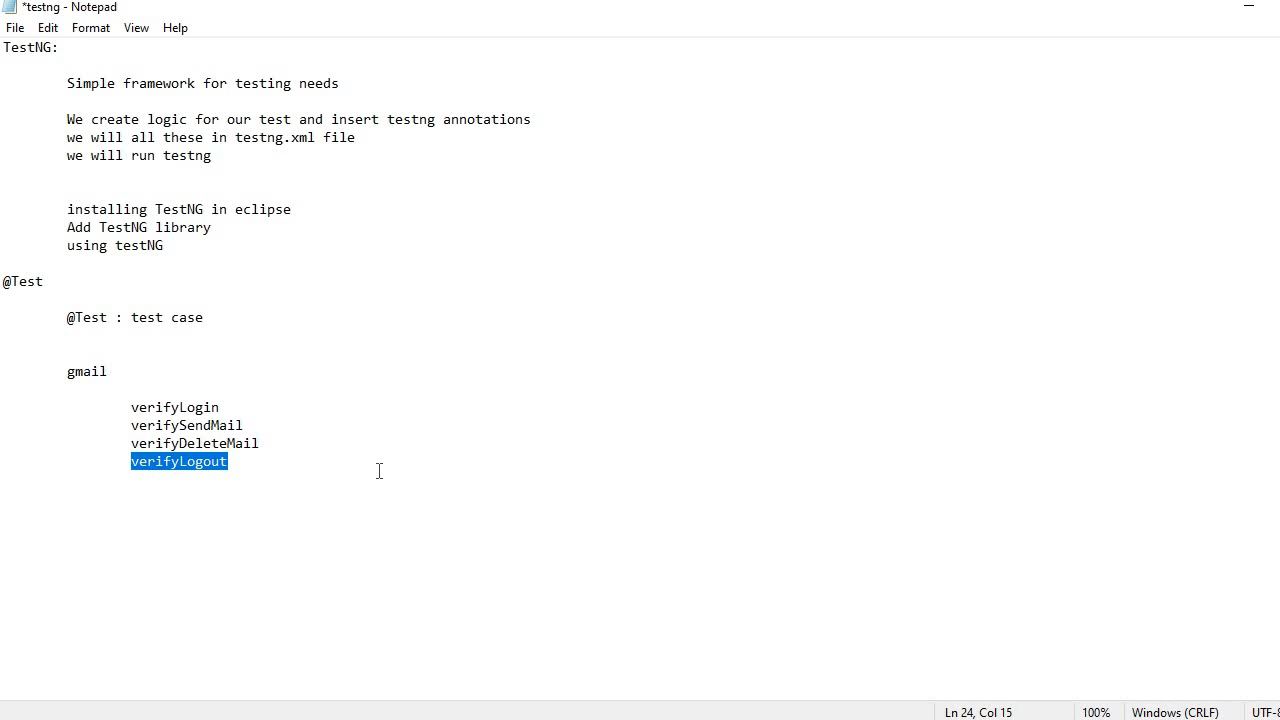 *testng - Notepad
File Edit Format View Help
TestNG:
Simple framework for testing needs
We create logic for our test and insert testng annotations
we will all these in testng.xml file
we will run testng
installing TestNG in eclipse
Add TestNG library
using testNG
@Test
@Test : test case
gmail
verifyLogin
verifySendMail
verifyDeleteMail
verifyLogout
Ln 24, Col 15 100% Windows (CRLF) UTF-8